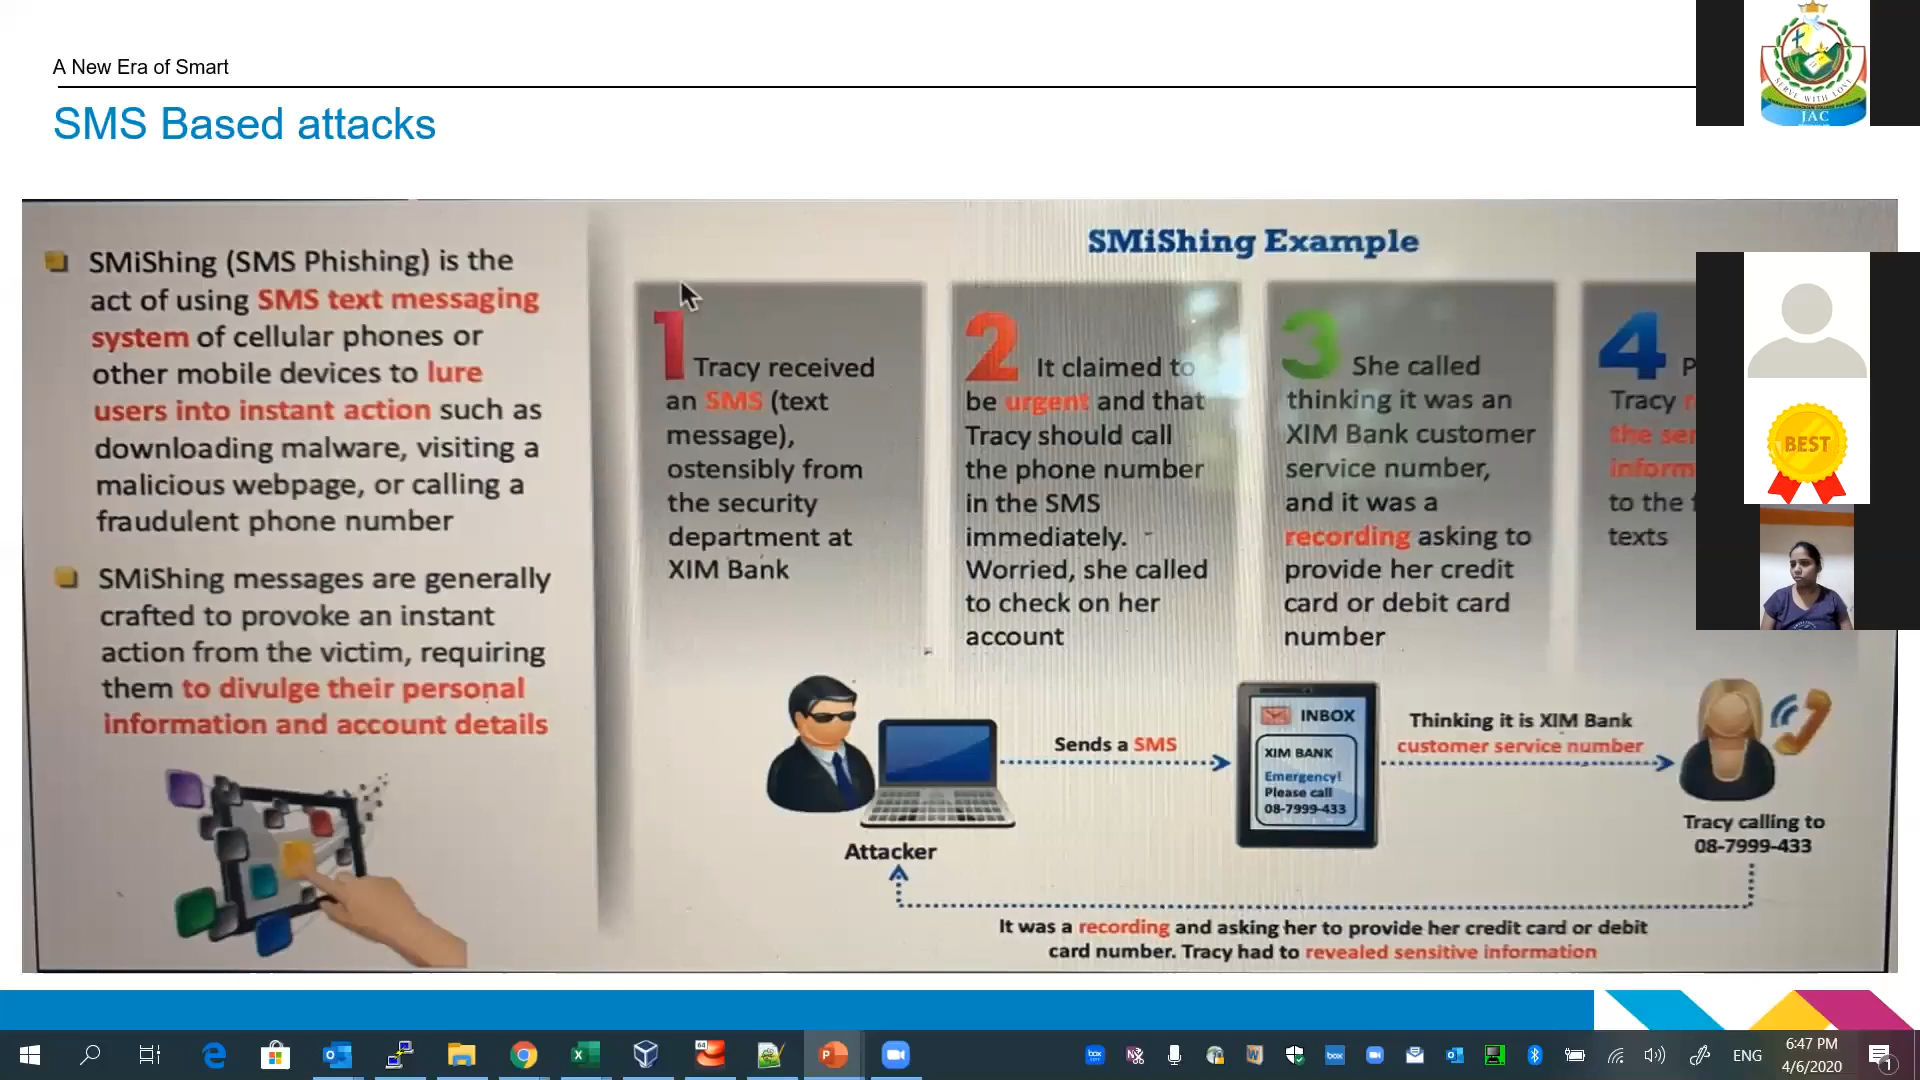 A New Era of Smart
SMS Based attacks
SMiShing (SMS Phishing) is the
act of using SMS text messaging
system of cellular phones or
other mobile devices to lure
users into instant action such as
downloading malware, visiting a
malicious webpage, or calling a
fraudulent phone number
SMiShing messages are generally
crafted to provoke an instant
action from the victim, requiring
them to divulge their personal
information and account details
SMiShing Example
1 Tracy received
an SMS (text
message),
ostensibly from
the security
department at
XIM Bank
2 It claimed to
be urgent and that
Tracy should call
the phone number
in the SMS
immediately.
Worried, she called
to check on her
account
3 She called
thinking it was an
XIM Bank customer
service number,
and it was a
recording asking to
provide her credit
card or debit card
number
4
Tracy
the
to the
texts
Attacker
Sends a SMS
INBOX
XIM BANK
Emergency!
Please call
08-7999-433
Thinking it is XIM Bank
customer service number
Tracy calling to
08-7999-433
It was a recording and asking her to provide her credit card or debit
card number. Tracy had to revealed sensitive information
SERVE WITH LOVE
JAC
BEST
ENG
6:47 PM
4/6/2020
1